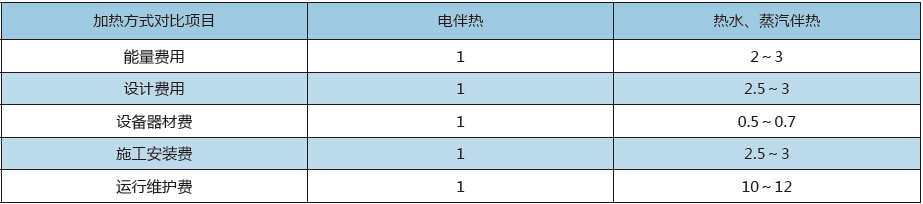 加热方式对比项目 电伴热 热水、蒸汽伴热
能量费用 1 2～3
设计费用 1 2.5～3
设备器材费 1 0.5～0.7
施工安装费 1 2.5～3
运行维护费 1 10～12